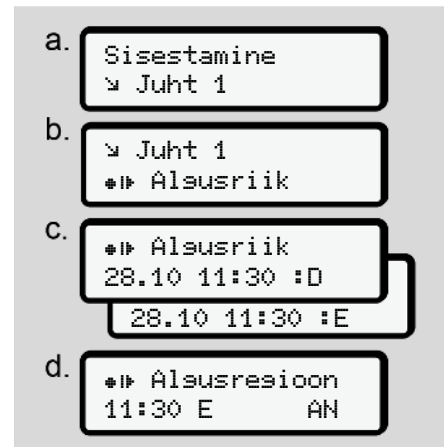 a. Sisestamine
↘ Juht 1
b. ↘ Juht 1
●I▶ Algusriik
c. ●I▶ Algusriik
28.10 11:30 :D
28.10 11:30 :E
d. ●I▶ Algusregioon
11:30 E AN